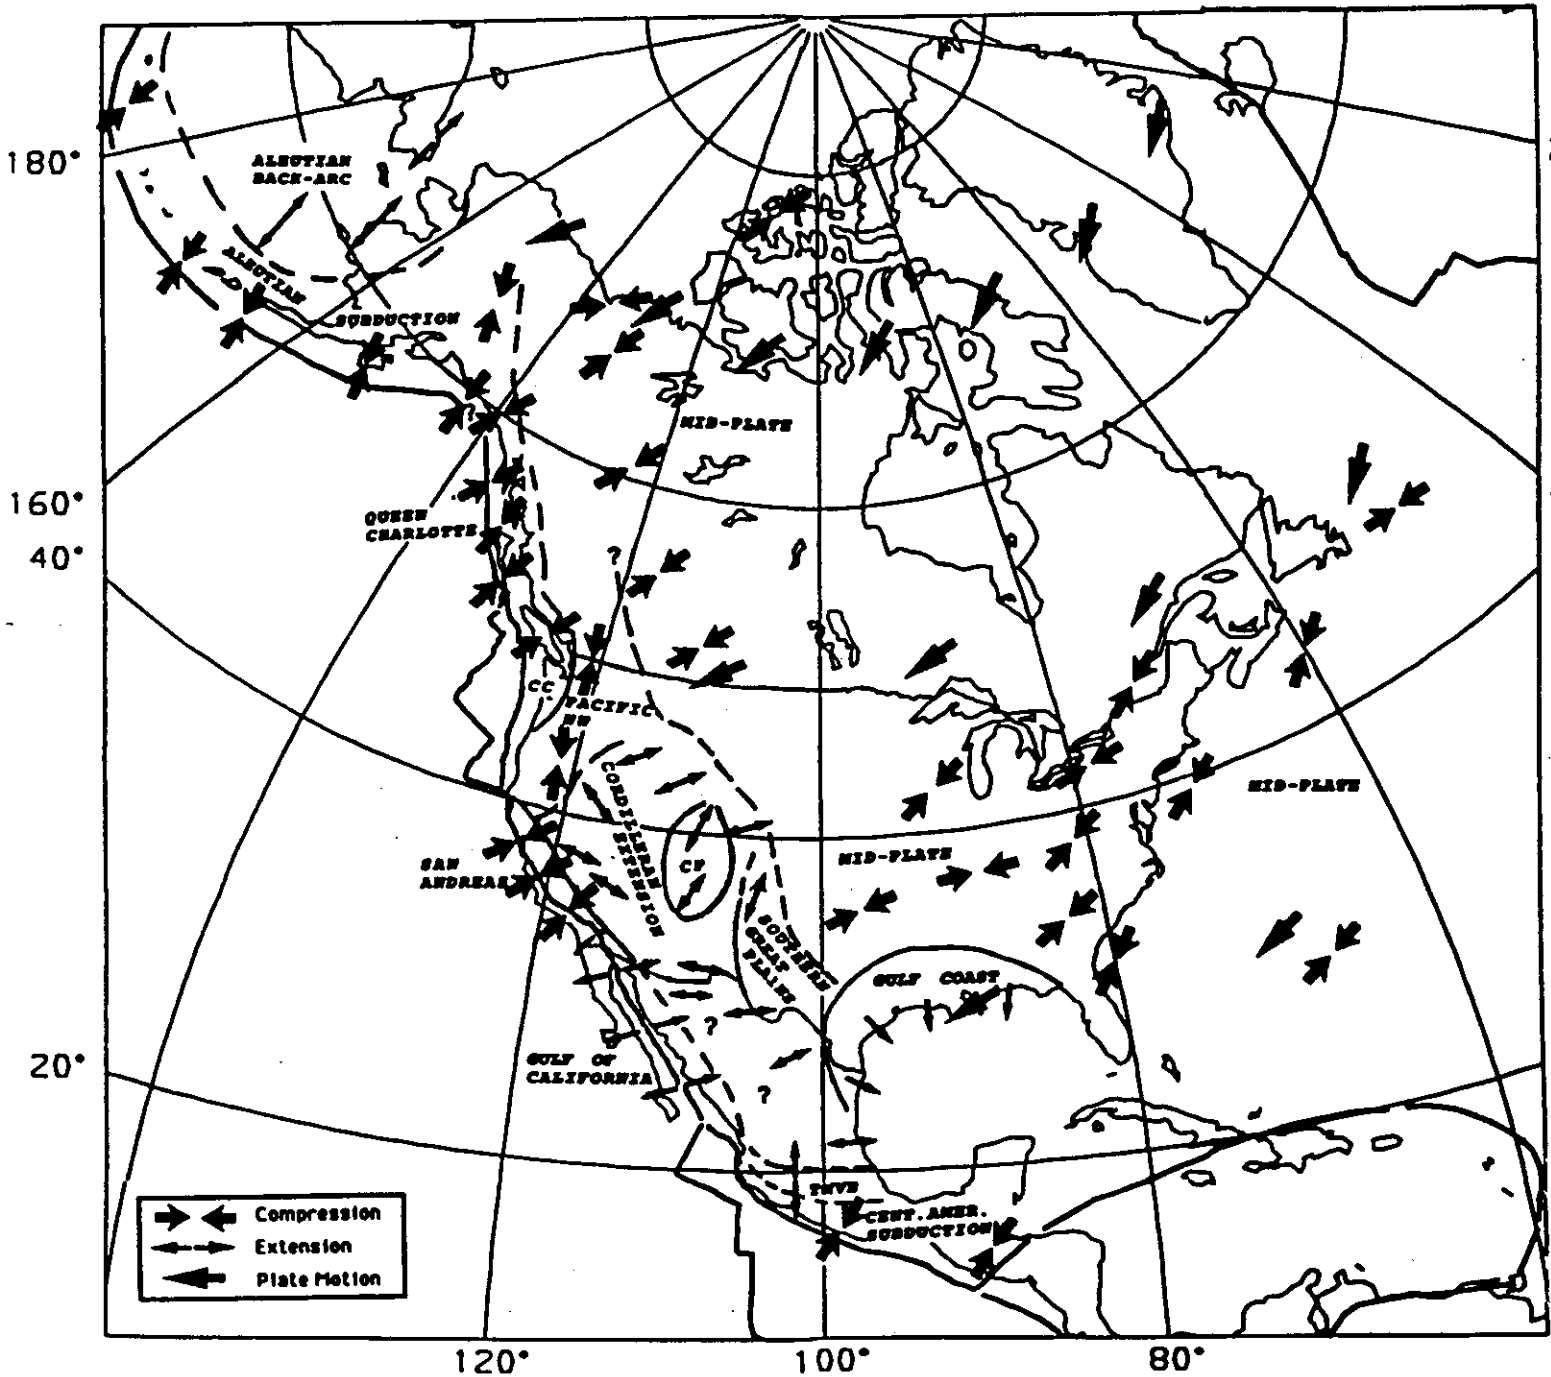 180°
160°
40°
20°
120°
100°
80°
ALEUTIAN
BACK-ARC
ALEUTIAN
SUBDUCTION
MID-PLATE
QUEEN
CHARLOTTE
?
CC
PACIFIC
NW
CORDILLERAN
EXTENSION
CP
SAN
ANDREAS
MID-PLATE
MID-PLATE
SOUTHERN
GREAT
PLAINS
GULF COAST
?
GULF OF
CALIFORNIA
?
TMVB
CENT. AMER.
SUBDUCTION
Compression
Extension
Plate Motion